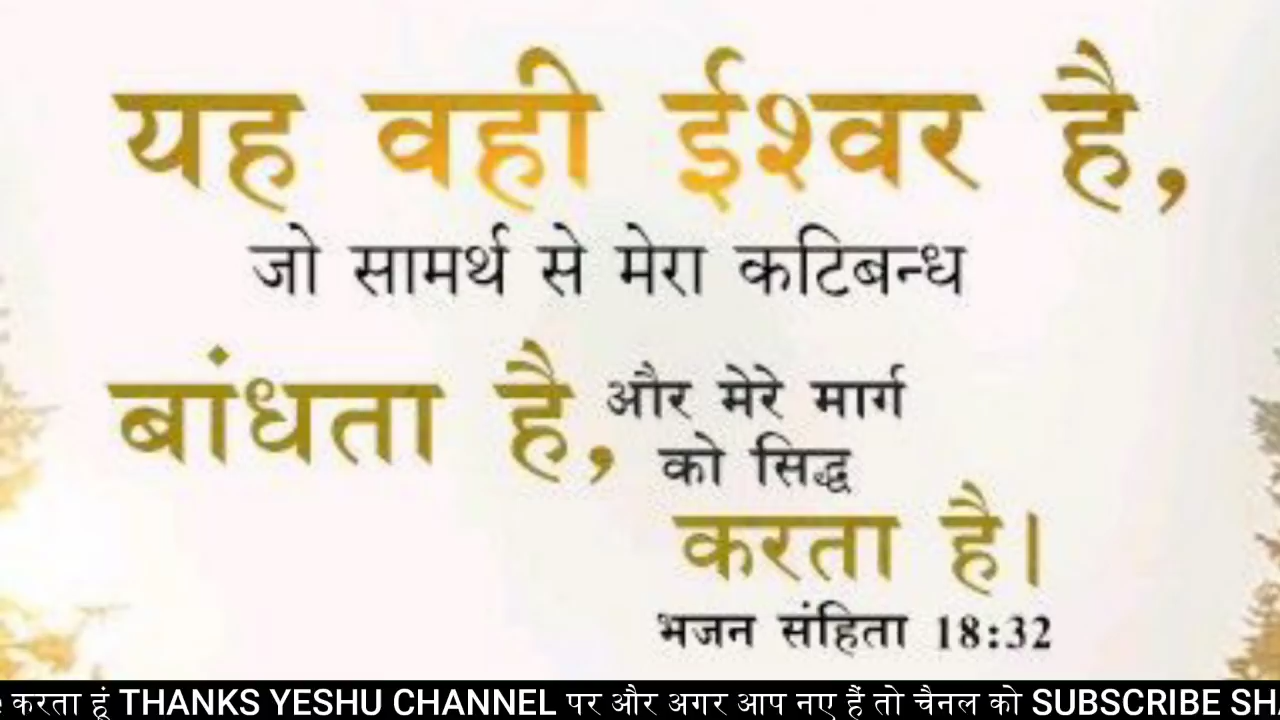 यह वही ईश्वर है,
जो सामर्थ से मेरा कटिबन्ध
बांधता है, और मेरे मार्ग
को सिद्ध
करता है।
भजन संहिता 18:32
करता हूं THANKS YESHU CHANNEL पर और अगर आप नए हैं तो चैनल को SUBSCRIBE